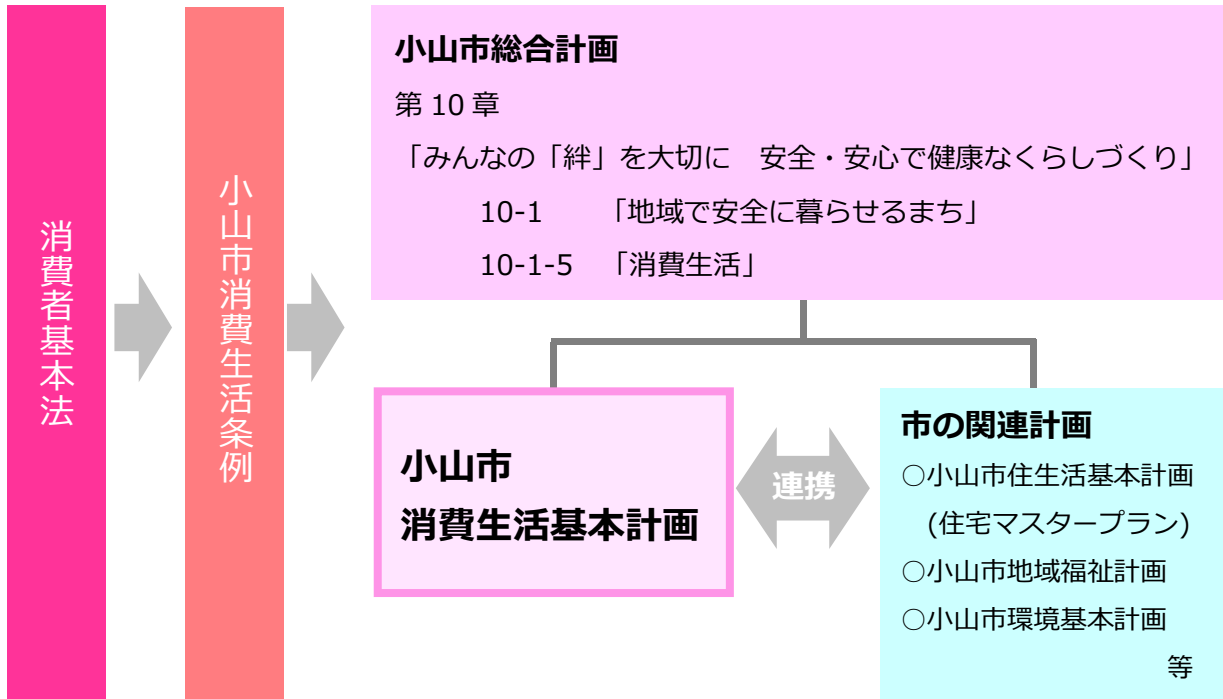 消費者基本法
小山市消費生活条例
小山市総合計画
第 10 章
「みんなの「絆」を大切に　安全・安心で健康なくらしづくり」
10-1　「地域で安全に暮らせるまち」
10-1-5　「消費生活」
小山市
消費生活基本計画
連携
市の関連計画
○小山市住生活基本計画
(住宅マスタープラン)
○小山市地域福祉計画
○小山市環境基本計画
等